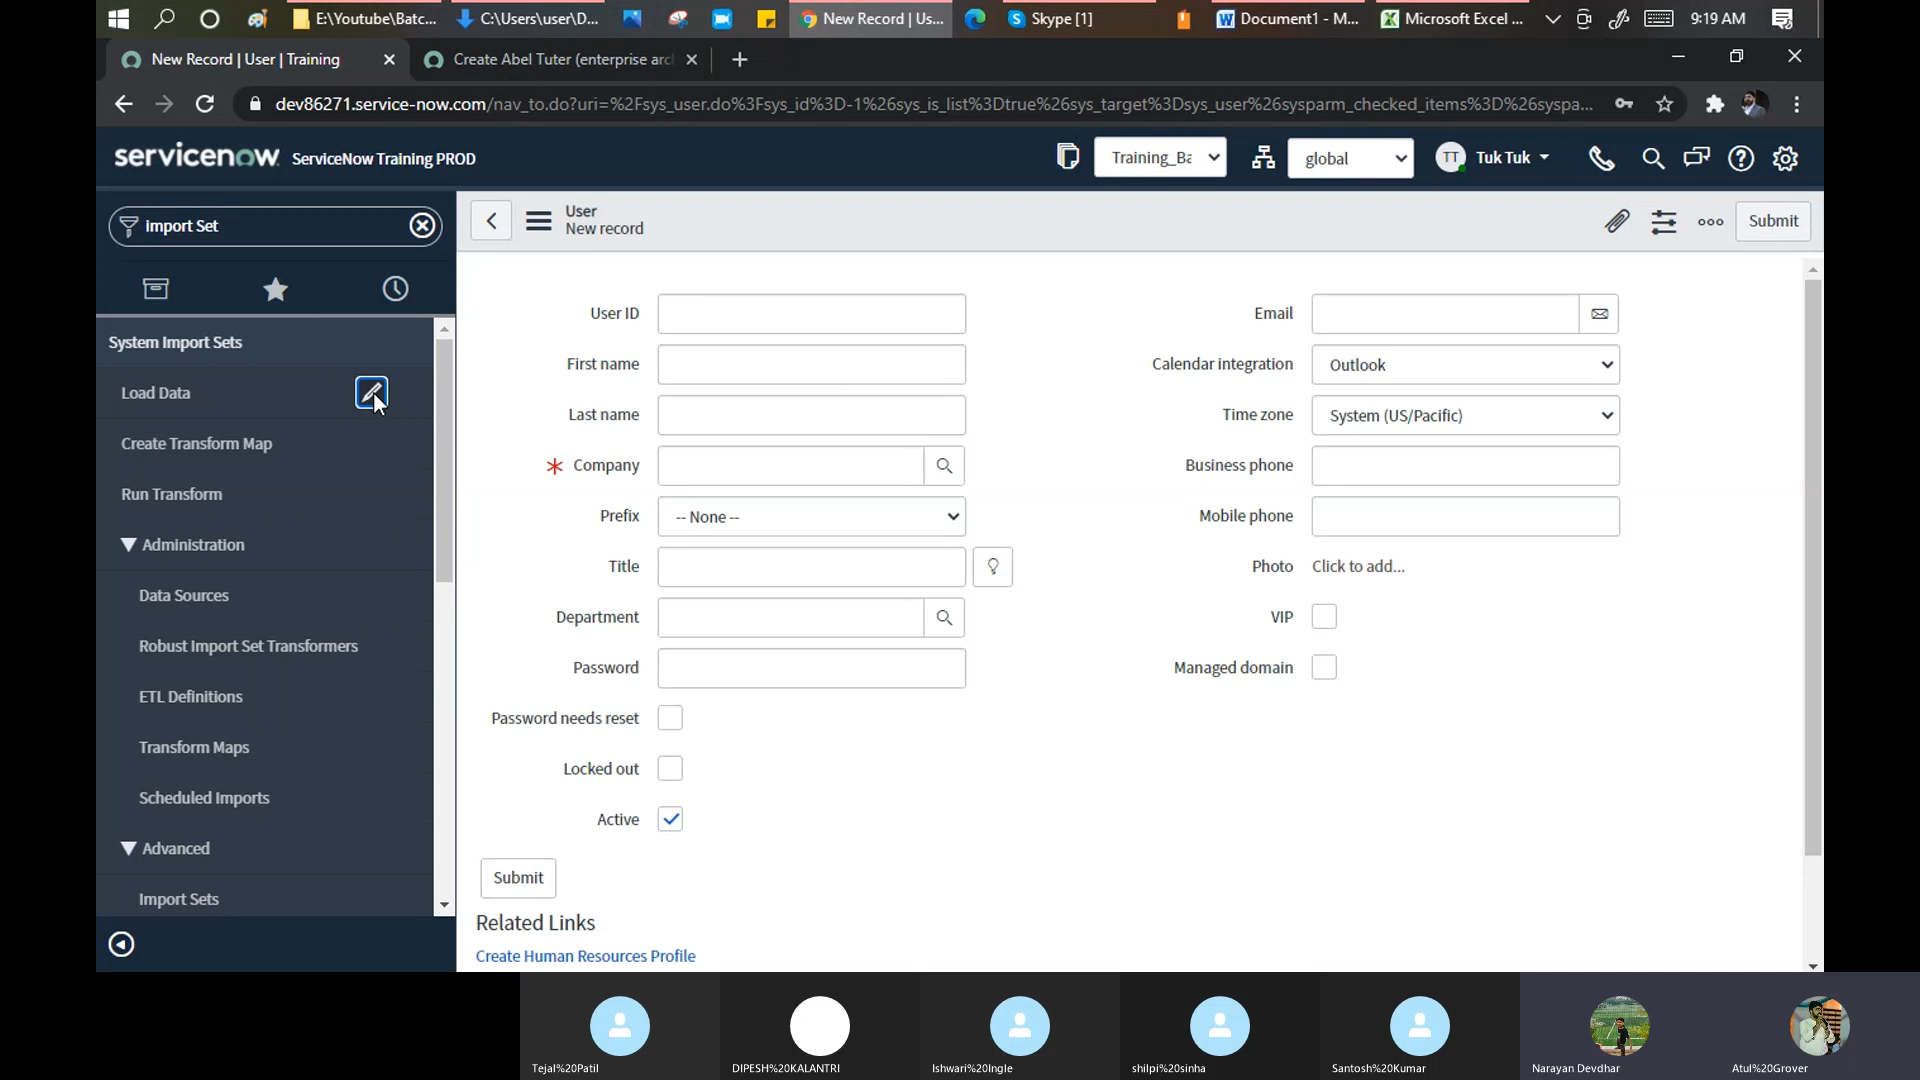 E:\Youtube\Batc...
C:\Users\user\D...
New Record | Us...
Skype [1]
Document1 - M...
Microsoft Excel ...
9:19 AM
New Record | User | Training
Create Abel Tuter (enterprise arc
dev86271.service-now.com/nav_to.do?uri=%2Fsys_user.do%3Fsys_id%3D-1%26sys_is_list%3Dtrue%26sys_target%3Dsys_user%26sysparm_checked_items%3D%26syspa...
servicenow
ServiceNow Training PROD
Training_Ba
global
TT
Tuk Tuk
Import Set
User
New record
Submit
System Import Sets
Load Data
Create Transform Map
Run Transform
Administration
Data Sources
Robust Import Set Transformers
ETL Definitions
Transform Maps
Scheduled Imports
Advanced
Import Sets
User ID
First name
Last name
Company
Prefix
-- None --
Title
Department
Password
Password needs reset
Locked out
Active
Email
Calendar integration
Outlook
Time zone
System (US/Pacific)
Business phone
Mobile phone
Photo
Click to add...
VIP
Managed domain
Submit
Related Links
Create Human Resources Profile
Tejal%20Patil
DIPESH%20KALANTRI
Ishwari%20Ingle
shilpi%20sinha
Santosh%20Kumar
Narayan Devdhar
Atul%20Grover